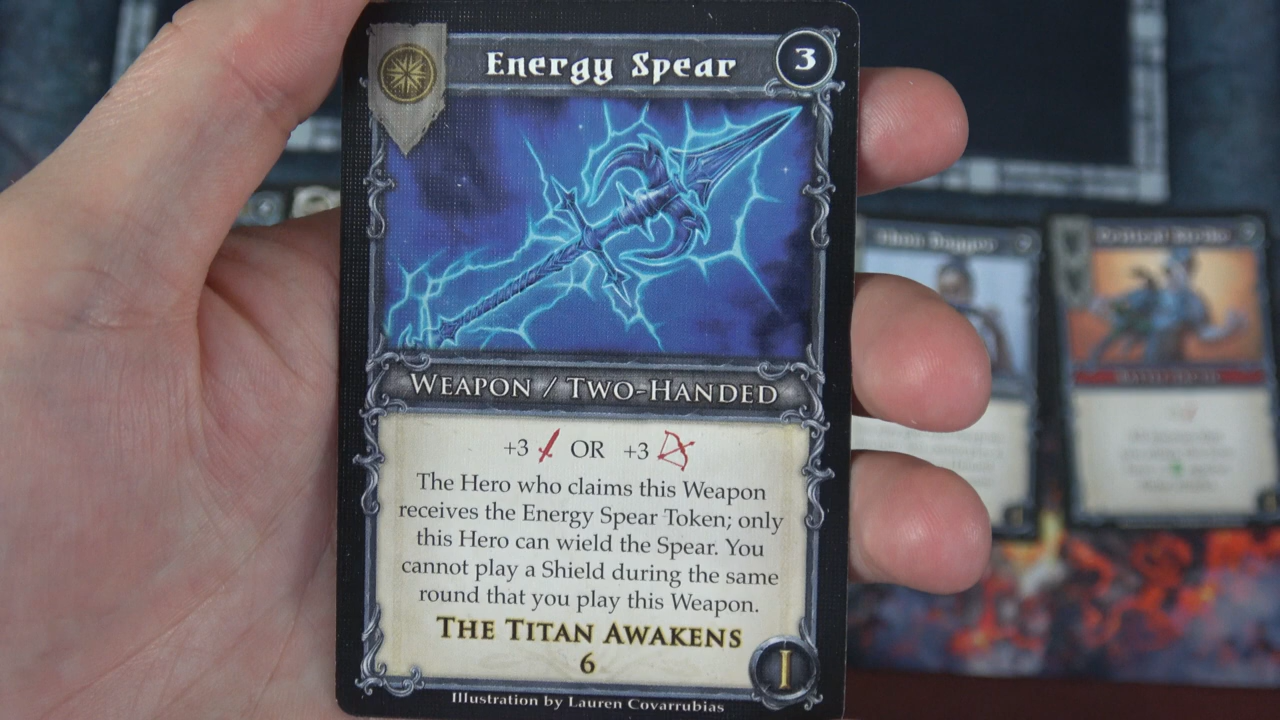 Energy Spear 3
WEAPON / TWO-HANDED
+3 OR +3
The Hero who claims this Weapon
receives the Energy Spear Token; only
this Hero can wield the Spear. You
cannot play a Shield during the same
round that you play this Weapon.
THE TITAN AWAKENS
6
I
Illustration by Lauren Covarrubias